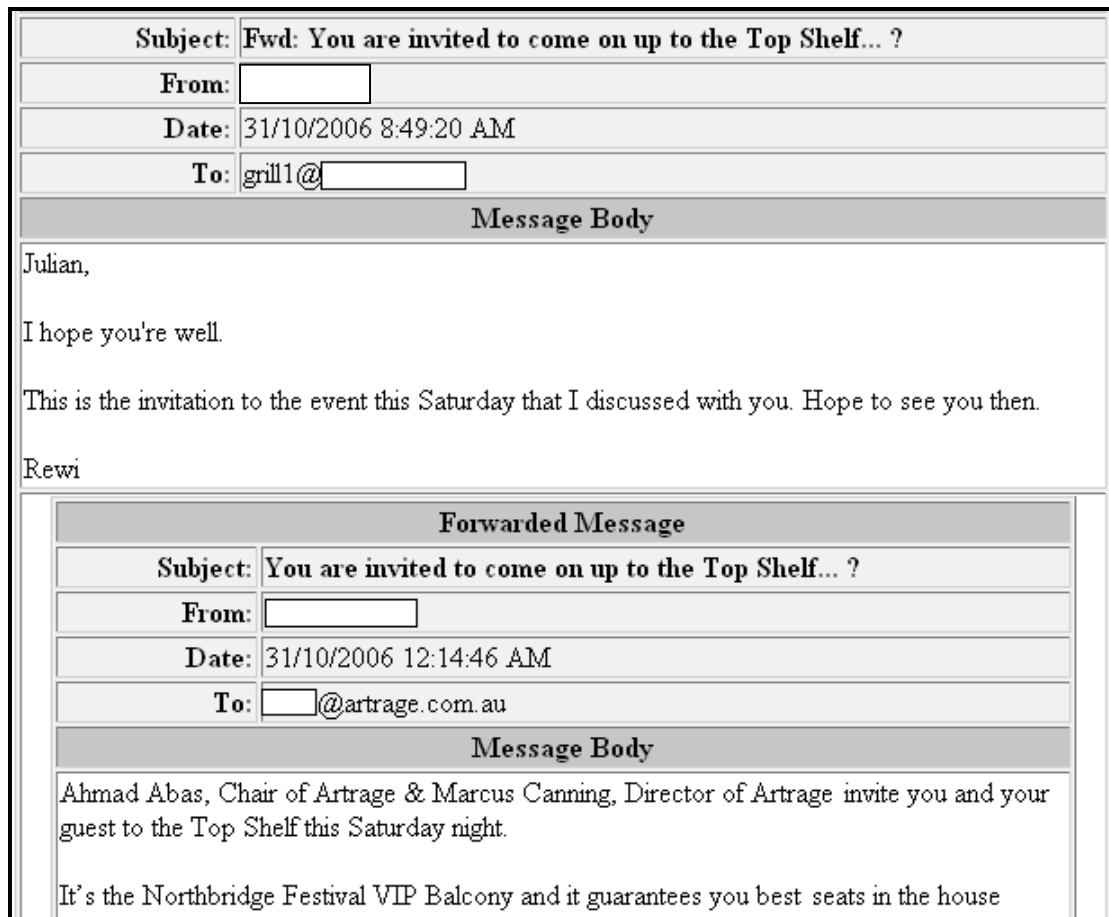 Subject: Fwd: You are invited to come on up to the Top Shelf... ?
From:
Date: 31/10/2006 8:49:20 AM
To: grill1@
Message Body
Julian,
I hope you're well.
This is the invitation to the event this Saturday that I discussed with you. Hope to see you then.
Rewi
Forwarded Message
Subject: You are invited to come on up to the Top Shelf... ?
From:
Date: 31/10/2006 12:14:46 AM
To: @artrage.com.au
Message Body
Ahmad Abas, Chair of Artrage & Marcus Canning, Director of Artrage invite you and your
guest to the Top Shelf this Saturday night.
It's the Northbridge Festival VIP Balcony and it guarantees you best seats in the house